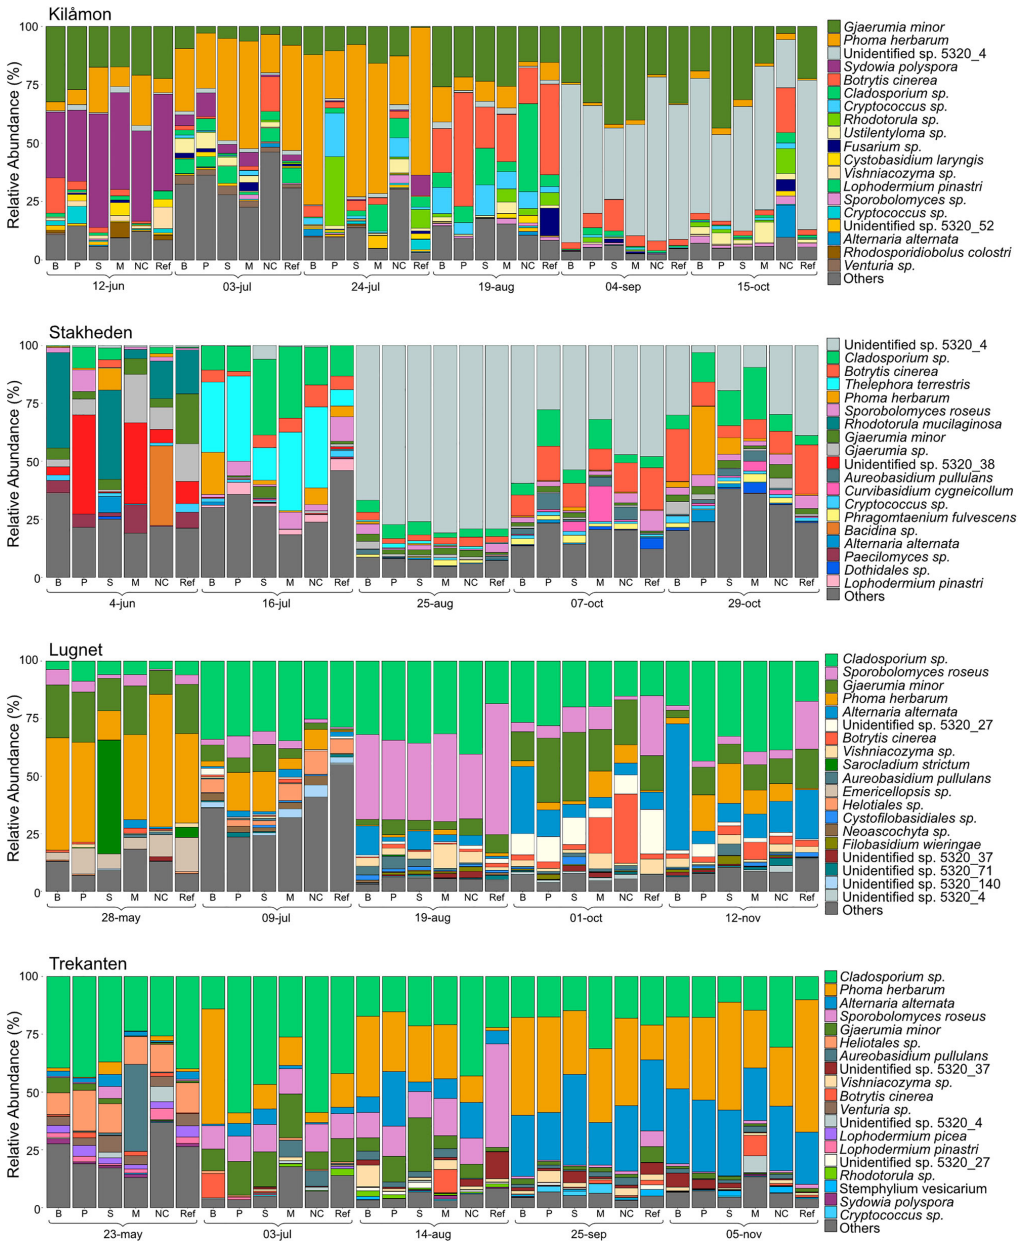 Kilåmon
Relative Abundance (%)
100
75
50
25
0
B P S M NC Ref B P S M NC Ref B P S M NC Ref B P S M NC Ref B P S M NC Ref B P S M NC Ref
12-jun 03-jul 24-jul 19-aug 04-sep 15-oct
Gjaerumia minor
Phoma herbarum
Unidentified sp. 5320_4
Sydowia polyspora
Botrytis cinerea
Cladosporium sp.
Cryptococcus sp.
Rhodotorula sp.
Ustilentyloma sp.
Fusarium sp.
Cystobasidium laryngis
Vishniacozyma sp.
Lophodermium pinastri
Sporobolomyces sp.
Cryptococcus sp.
Unidentified sp. 5320_52
Alternaria alternata
Rhodosporidiobolus colostri
Venturia sp.
Others
Stakheden
Relative Abundance (%)
100
75
50
25
0
B P S M NC Ref B P S M NC Ref B P S M NC Ref B P S M NC Ref B P S M NC Ref
4-jun 16-jul 25-aug 07-oct 29-oct
Unidentified sp. 5320_4
Cladosporium sp.
Botrytis cinerea
Thelephora terrestris
Phoma herbarum
Sporobolomyces roseus
Rhodotorula mucilaginosa
Gjaerumia minor
Gjaerumia sp.
Unidentified sp. 5320_38
Aureobasidium pullulans
Curvibasidium cygneicollum
Cryptococcus sp.
Phragmotaenium fulvescens
Bacidina sp.
Alternaria alternata
Paecilomyces sp.
Dothidales sp.
Lophodermium pinastri
Others
Lugnet
Relative Abundance (%)
100
75
50
25
0
B P S M NC Ref B P S M NC Ref B P S M NC Ref B P S M NC Ref B P S M NC Ref
28-may 09-jul 19-aug 01-oct 12-nov
Cladosporium sp.
Sporobolomyces roseus
Gjaerumia minor
Phoma herbarum
Alternaria alternata
Unidentified sp. 5320_27
Botrytis cinerea
Vishniacozyma sp.
Sarocladium strictum
Aureobasidium pullulans
Emericellopsis sp.
Helotiales sp.
Cystofilobasidiales sp.
Neoascochyta sp.
Filobasidium wieringae
Unidentified sp. 5320_37
Unidentified sp. 5320_71
Unidentified sp. 5320_140
Unidentified sp. 5320_4
Others
Trekanten
Relative Abundance (%)
100
75
50
25
0
B P S M NC Ref B P S M NC Ref B P S M NC Ref B P S M NC Ref B P S M NC Ref
23-may 03-jul 14-aug 25-sep 05-nov
Cladosporium sp.
Phoma herbarum
Alternaria alternata
Sporobolomyces roseus
Gjaerumia minor
Heliotales sp.
Aureobasidium pullulans
Unidentified sp. 5320_37
Vishniacozyma sp.
Botrytis cinerea
Venturia sp.
Unidentified sp. 5320_4
Lophodermium picea
Lophodermium pinastri
Unidentified sp. 5320_27
Rhodotorula sp.
Stemphylium vesicarium
Sydowia polyspora
Cryptococcus sp.
Others